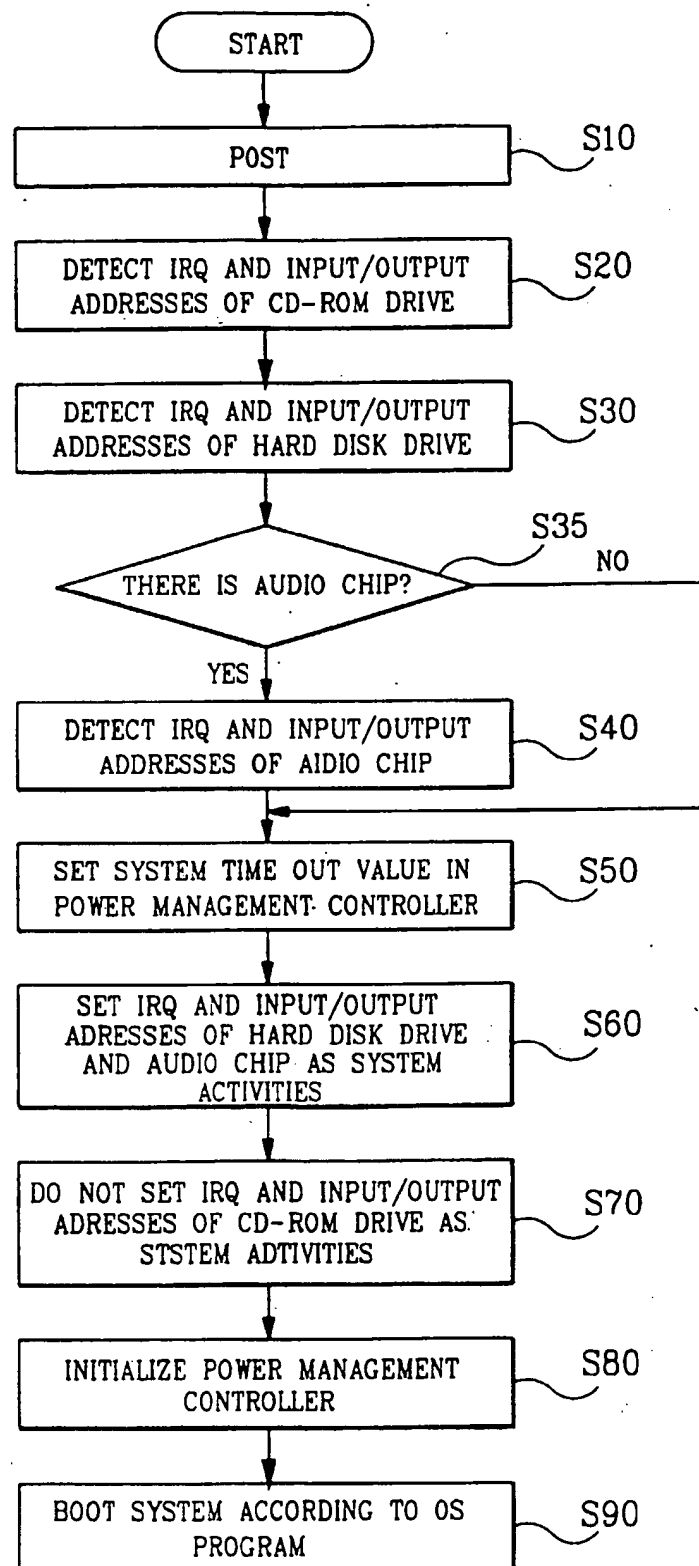 START
POST
S10
DETECT IRQ AND INPUT/OUTPUT
ADDRESSES OF CD-ROM DRIVE
S20
DETECT IRQ AND INPUT/OUTPUT
ADDRESSES OF HARD DISK DRIVE
S30
THERE IS AUDIO CHIP?
S35
NO
YES
DETECT IRQ AND INPUT/OUTPUT
ADDRESSES OF AIDIO CHIP
S40
SET SYSTEM TIME OUT VALUE IN
POWER MANAGEMENT CONTROLLER
S50
SET IRQ AND INPUT/OUTPUT
ADRESSES OF HARD DISK DRIVE
AND AUDIO CHIP AS SYSTEM
ACTIVITIES
S60
DO NOT SET IRQ AND INPUT/OUTPUT
ADRESSES OF CD-ROM DRIVE AS
STSTEM ADTIVITIES
S70
INITIALIZE POWER MANAGEMENT
CONTROLLER
S80
BOOT SYSTEM ACCORDING TO OS
PROGRAM
S90